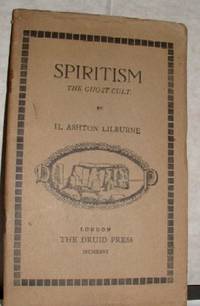 SPIRITISM
THE GHOST CULT
BY
H. ASHTON LILBURNE
LONDON
THE DRUID PRESS